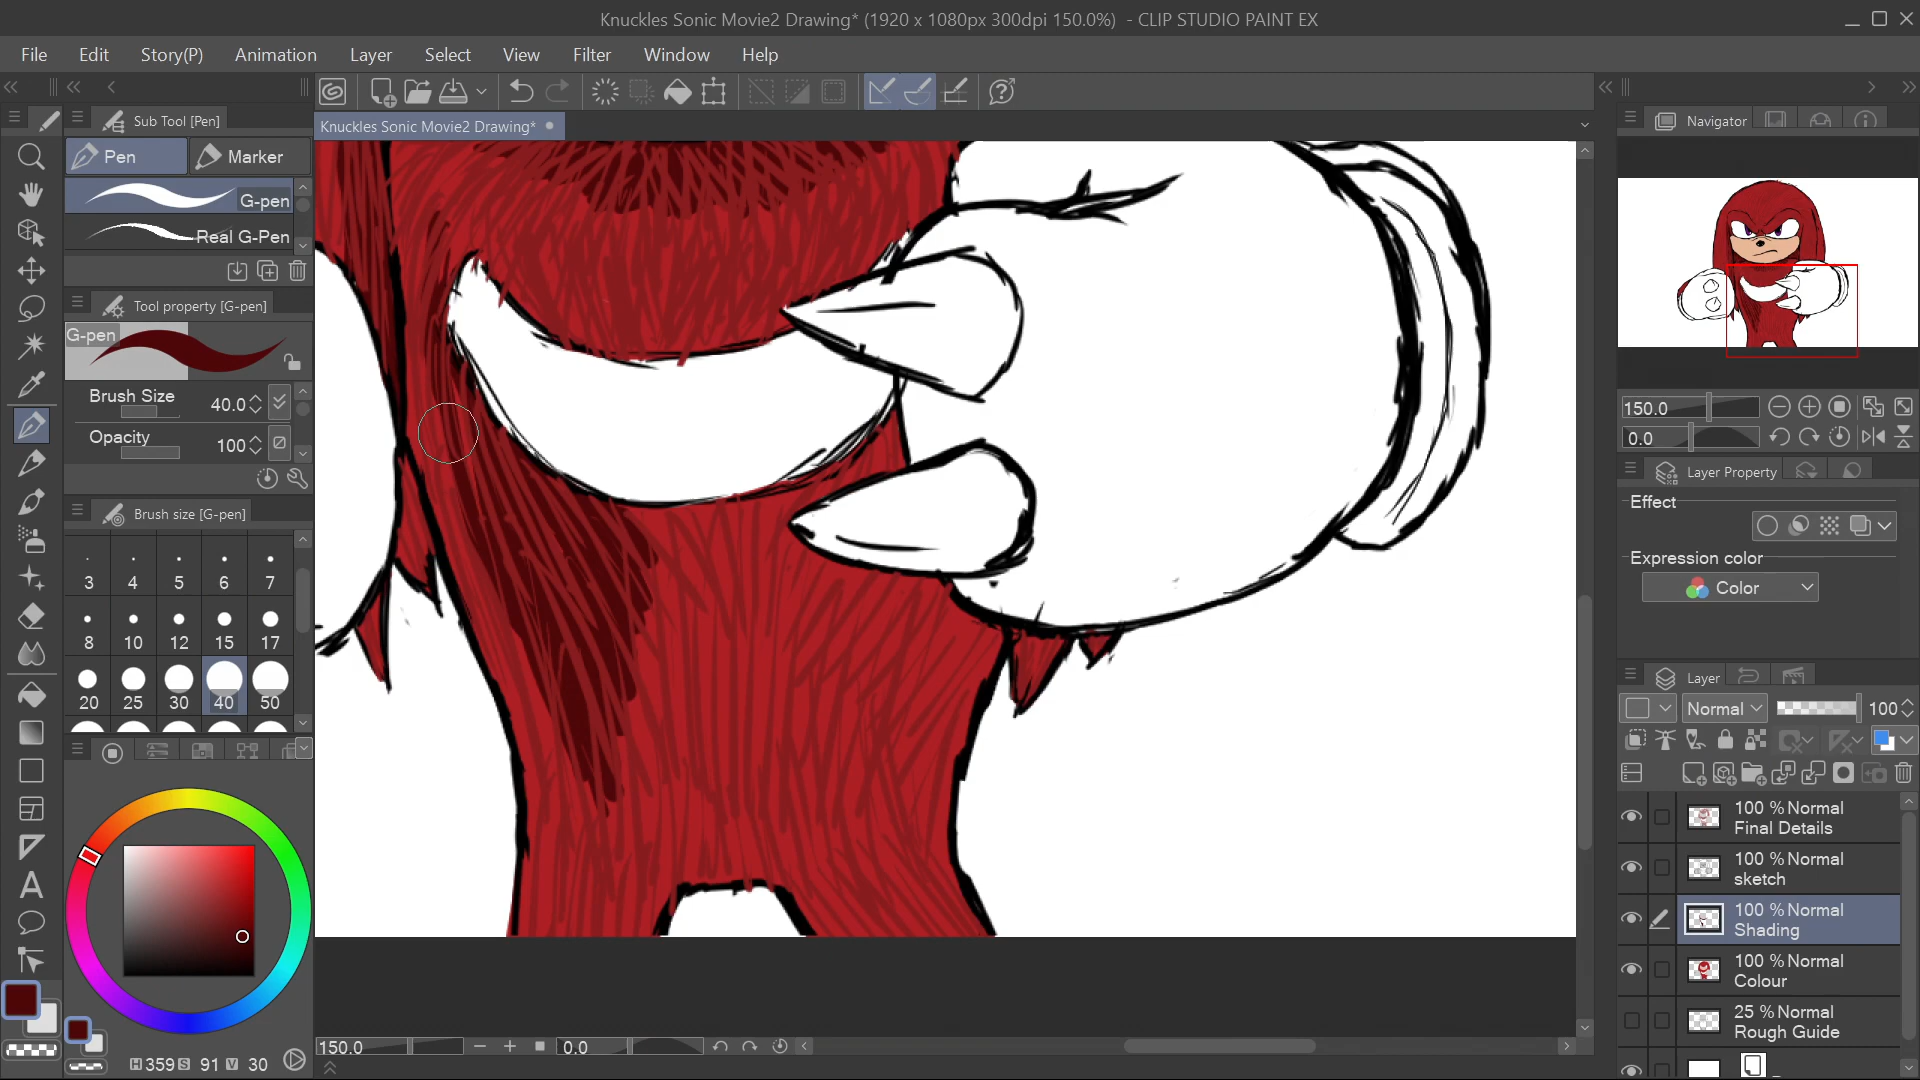 Knuckles Sonic Movie2 Drawing* (1920 x 1080px 300dpi 150.0%)  - CLIP STUDIO PAINT EX
File Edit Story(P) Animation Layer Select View Filter Window Help
Sub Tool [Pen]
Knuckles Sonic Movie2 Drawing*
Navigator
Pen Marker
G-pen
Real G-Pen
Tool property [G-pen]
G-pen
Brush Size 40.0
Opacity 100
150.0
0.0
Layer Property
Effect
Brush size [G-pen]
Expression color
Color
3 4 5 6 7
8 10 12 15 17
20 25 30 40 50
Layer
Normal 100
100 % Normal
Final Details
100 % Normal
sketch
100 % Normal
Shading
100 % Normal
Colour
25 % Normal
Rough Guide
H 359 S 91 V 30
150.0 0.0